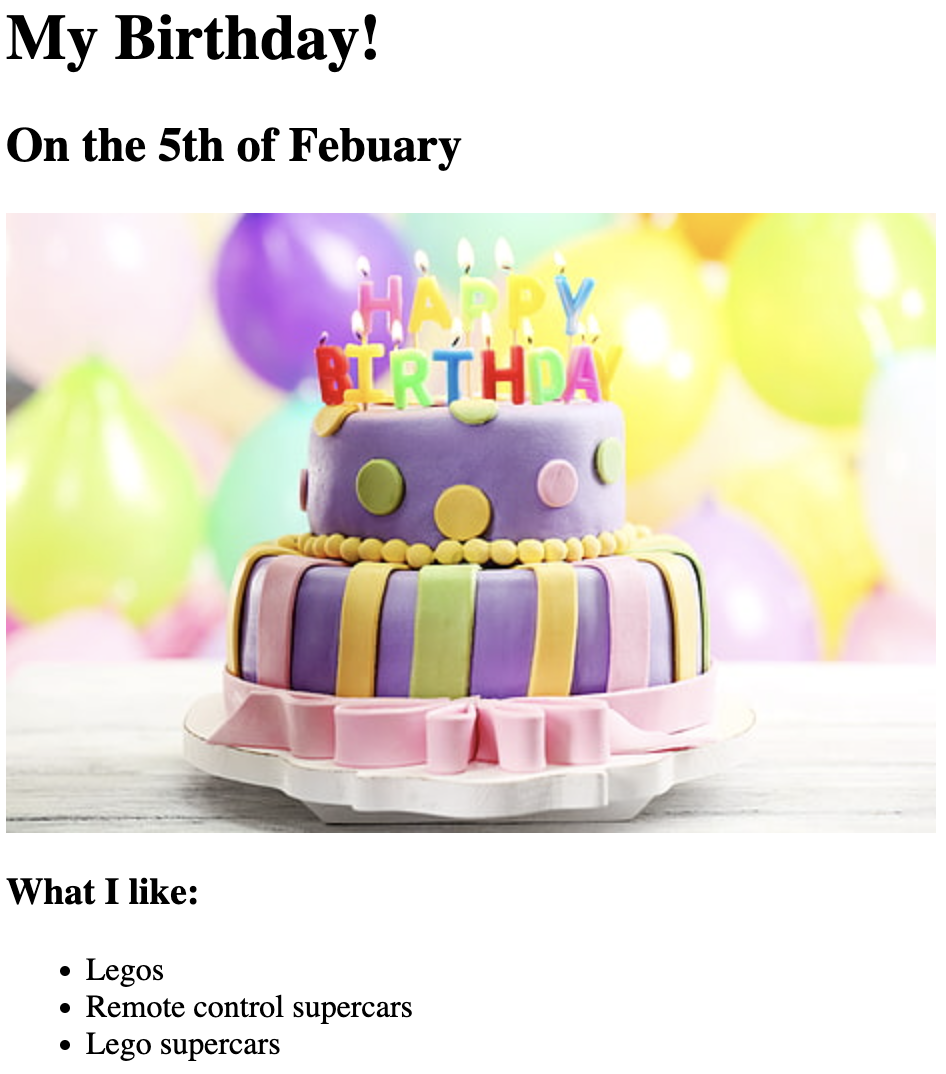 My Birthday!
On the 5th of Febuary
HAPPY
BIRTHDAY
What I like:
Legos
Remote control supercars
Lego supercars